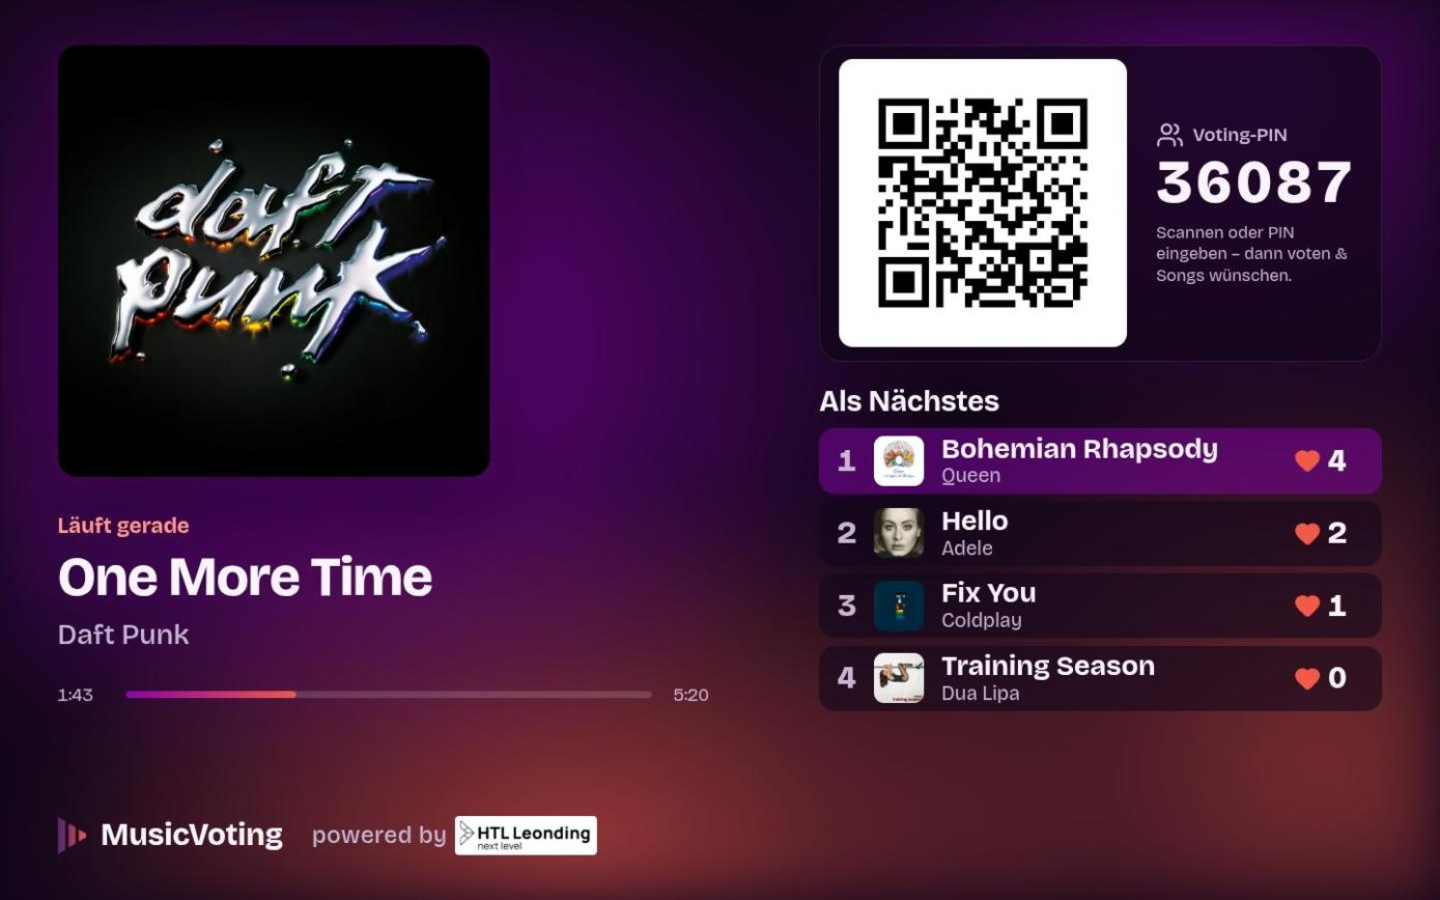 daft
punk
Läuft gerade
One More Time
Daft Punk
1:43
5:20
MusicVoting
powered by
HTL Leonding
next level
Voting-PIN
36087
Scannen oder PIN
eingeben – dann voten &
Songs wünschen.
Als Nächstes
1
Bohemian Rhapsody
Queen
4
2
Hello
Adele
2
3
Fix You
Coldplay
1
4
Training Season
Dua Lipa
0